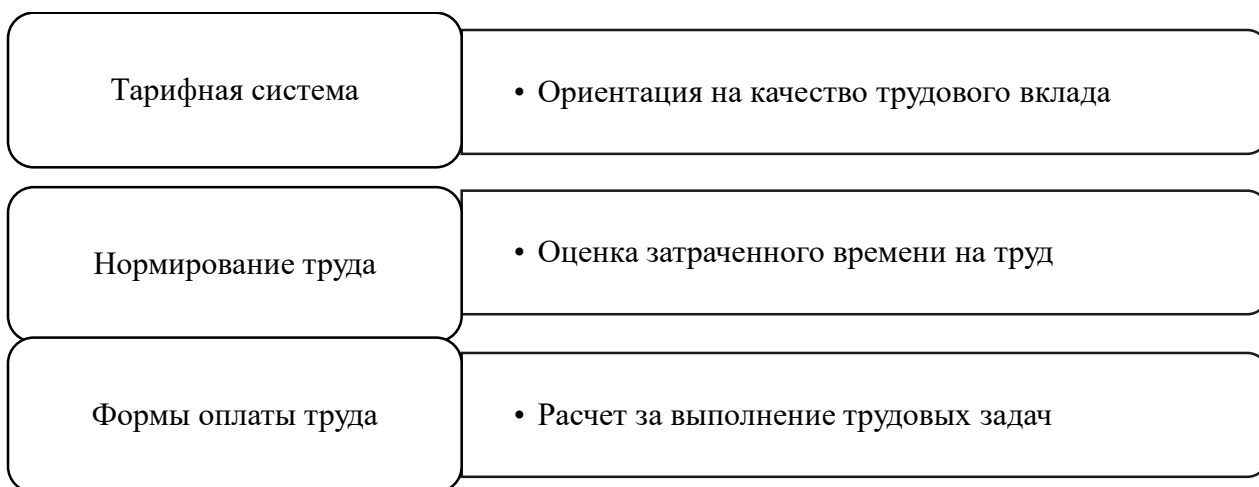 Тарифная система
• Ориентация на качество трудового вклада
Нормирование труда
• Оценка затраченного времени на труд
Формы оплаты труда
• Расчет за выполнение трудовых задач